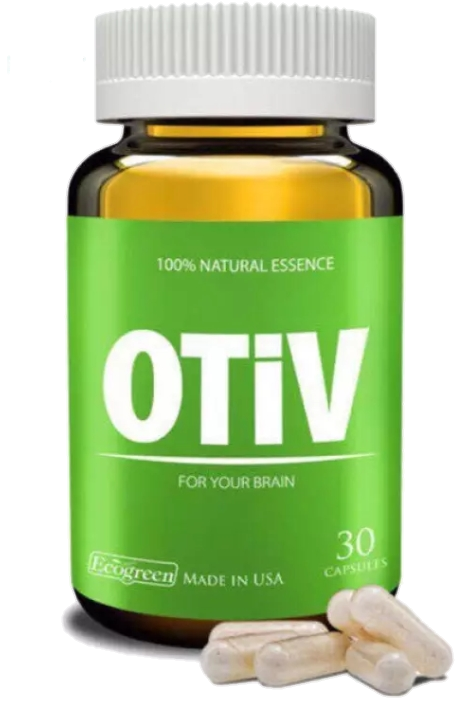 100% NATURAL ESSENCE
OTiV
FOR YOUR BRAIN
30
CAPSULES
Ecogreen MADE IN USA